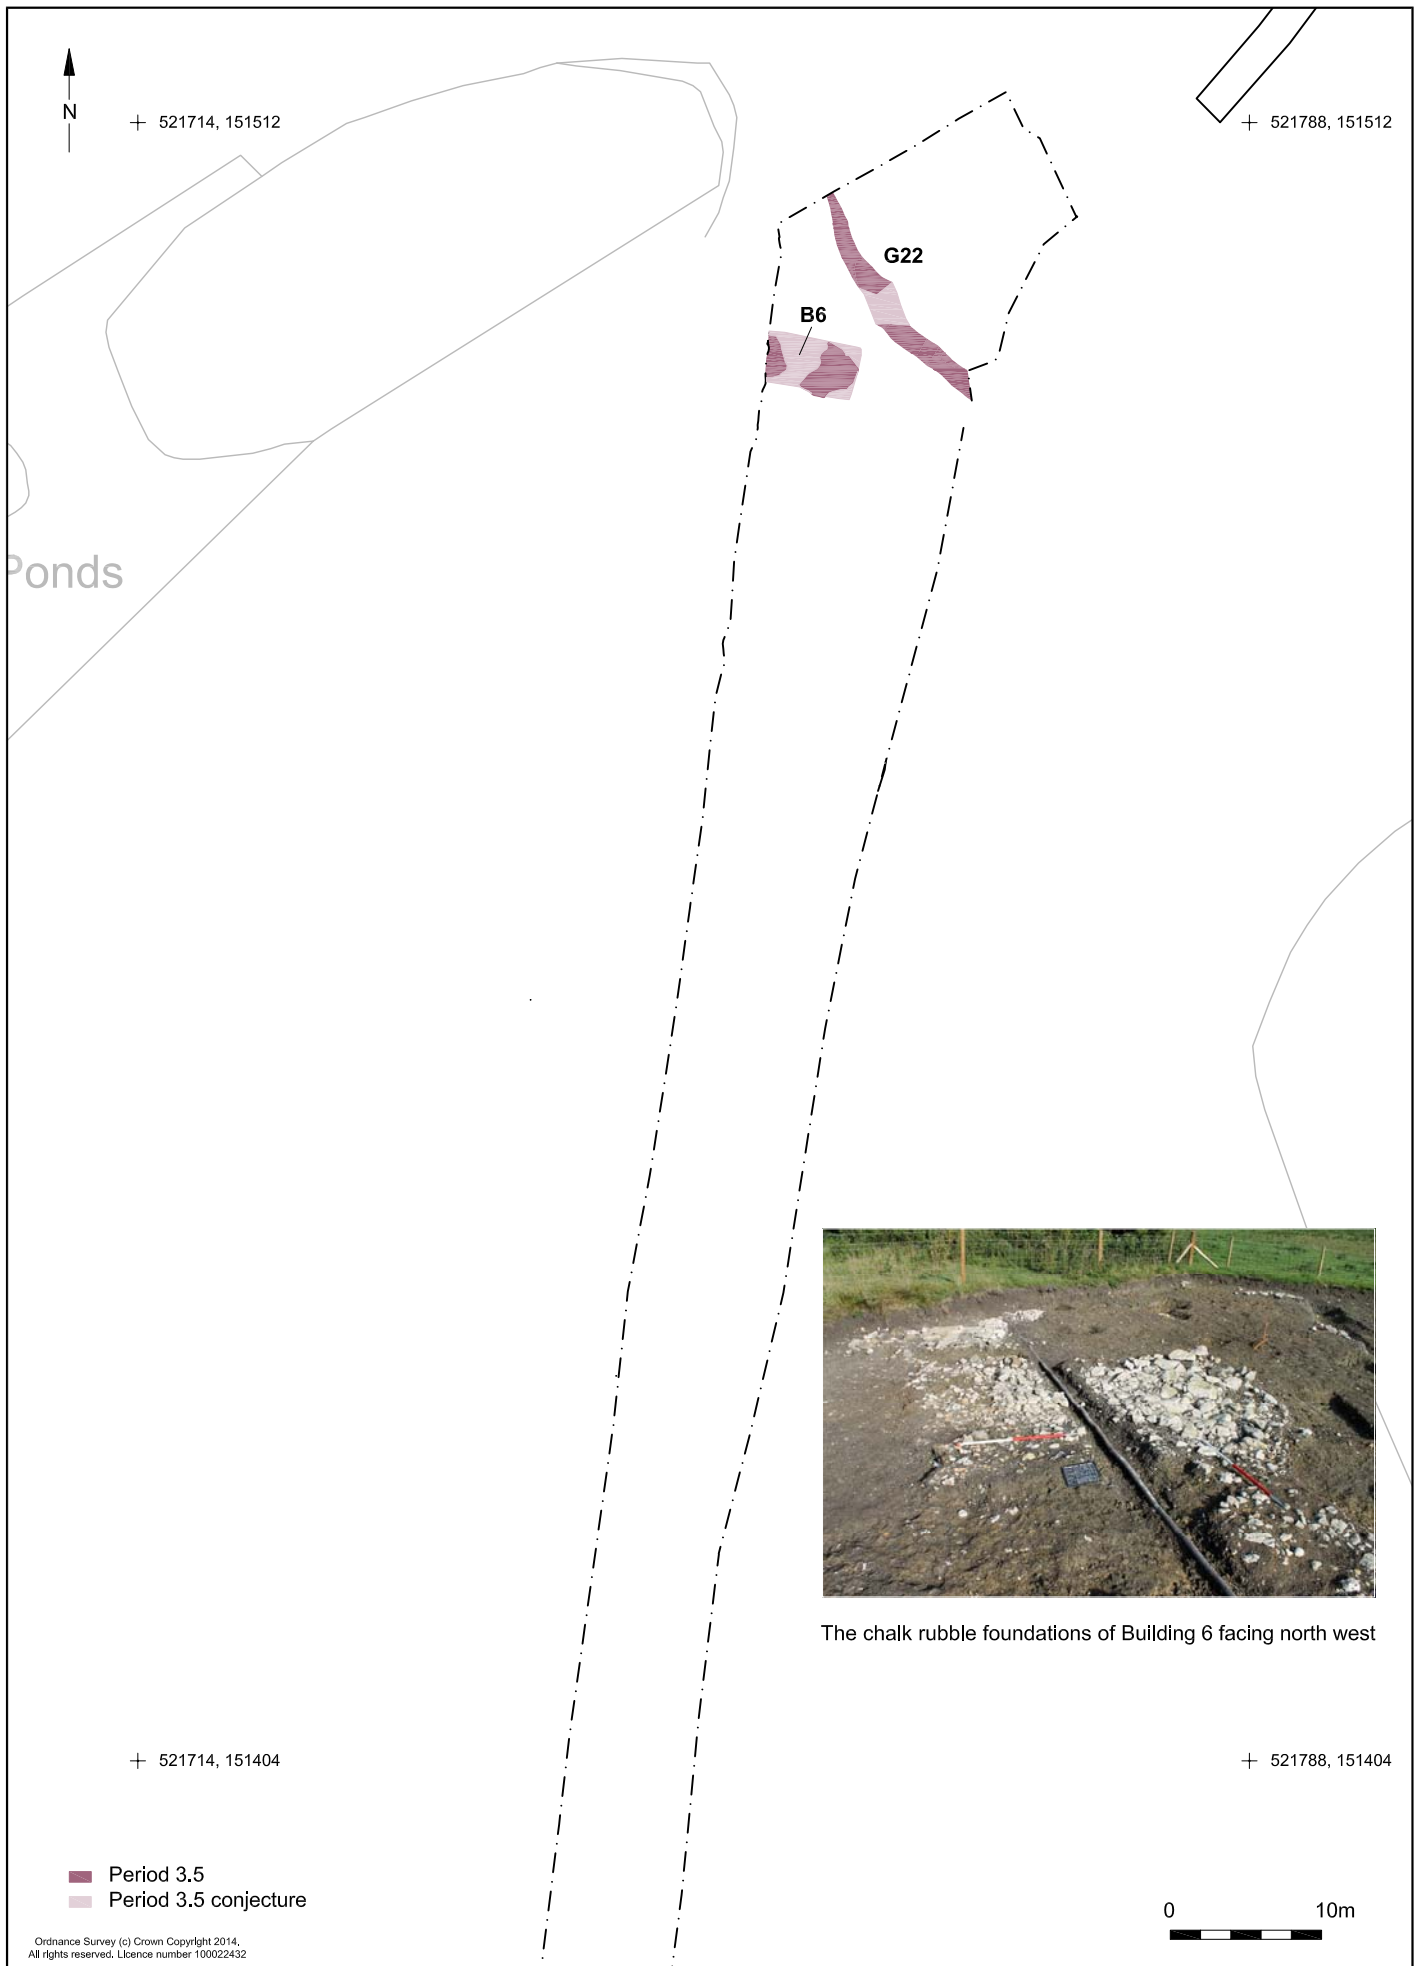 N
521714, 151512
521788, 151512
G22
B6
Ponds
The chalk rubble foundations of Building 6 facing north west
521714, 151404
521788, 151404
Period 3.5
Period 3.5 conjecture
0 10m
Ordnance Survey (c) Crown Copyright 2014,
All rights reserved. Licence number 100022432